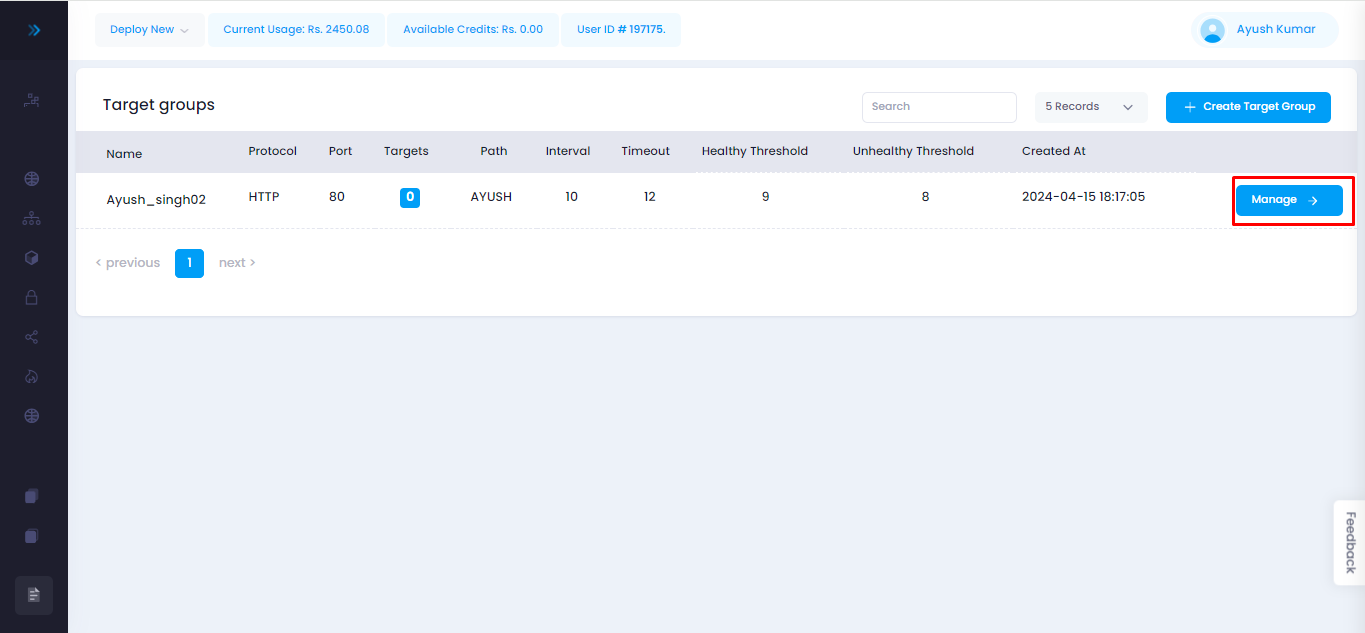 Deploy New Current Usage: Rs. 2450.08 Available Credits: Rs. 0.00 User ID # 197175. Ayush Kumar
Target groups Search 5 Records + Create Target Group
Name Protocol Port Targets Path Interval Timeout Healthy Threshold Unhealthy Threshold Created At
Ayush_singh02 HTTP 80 0 AYUSH 10 12 9 8 2024-04-15 18:17:05 Manage →
< previous 1 next >
Feedback